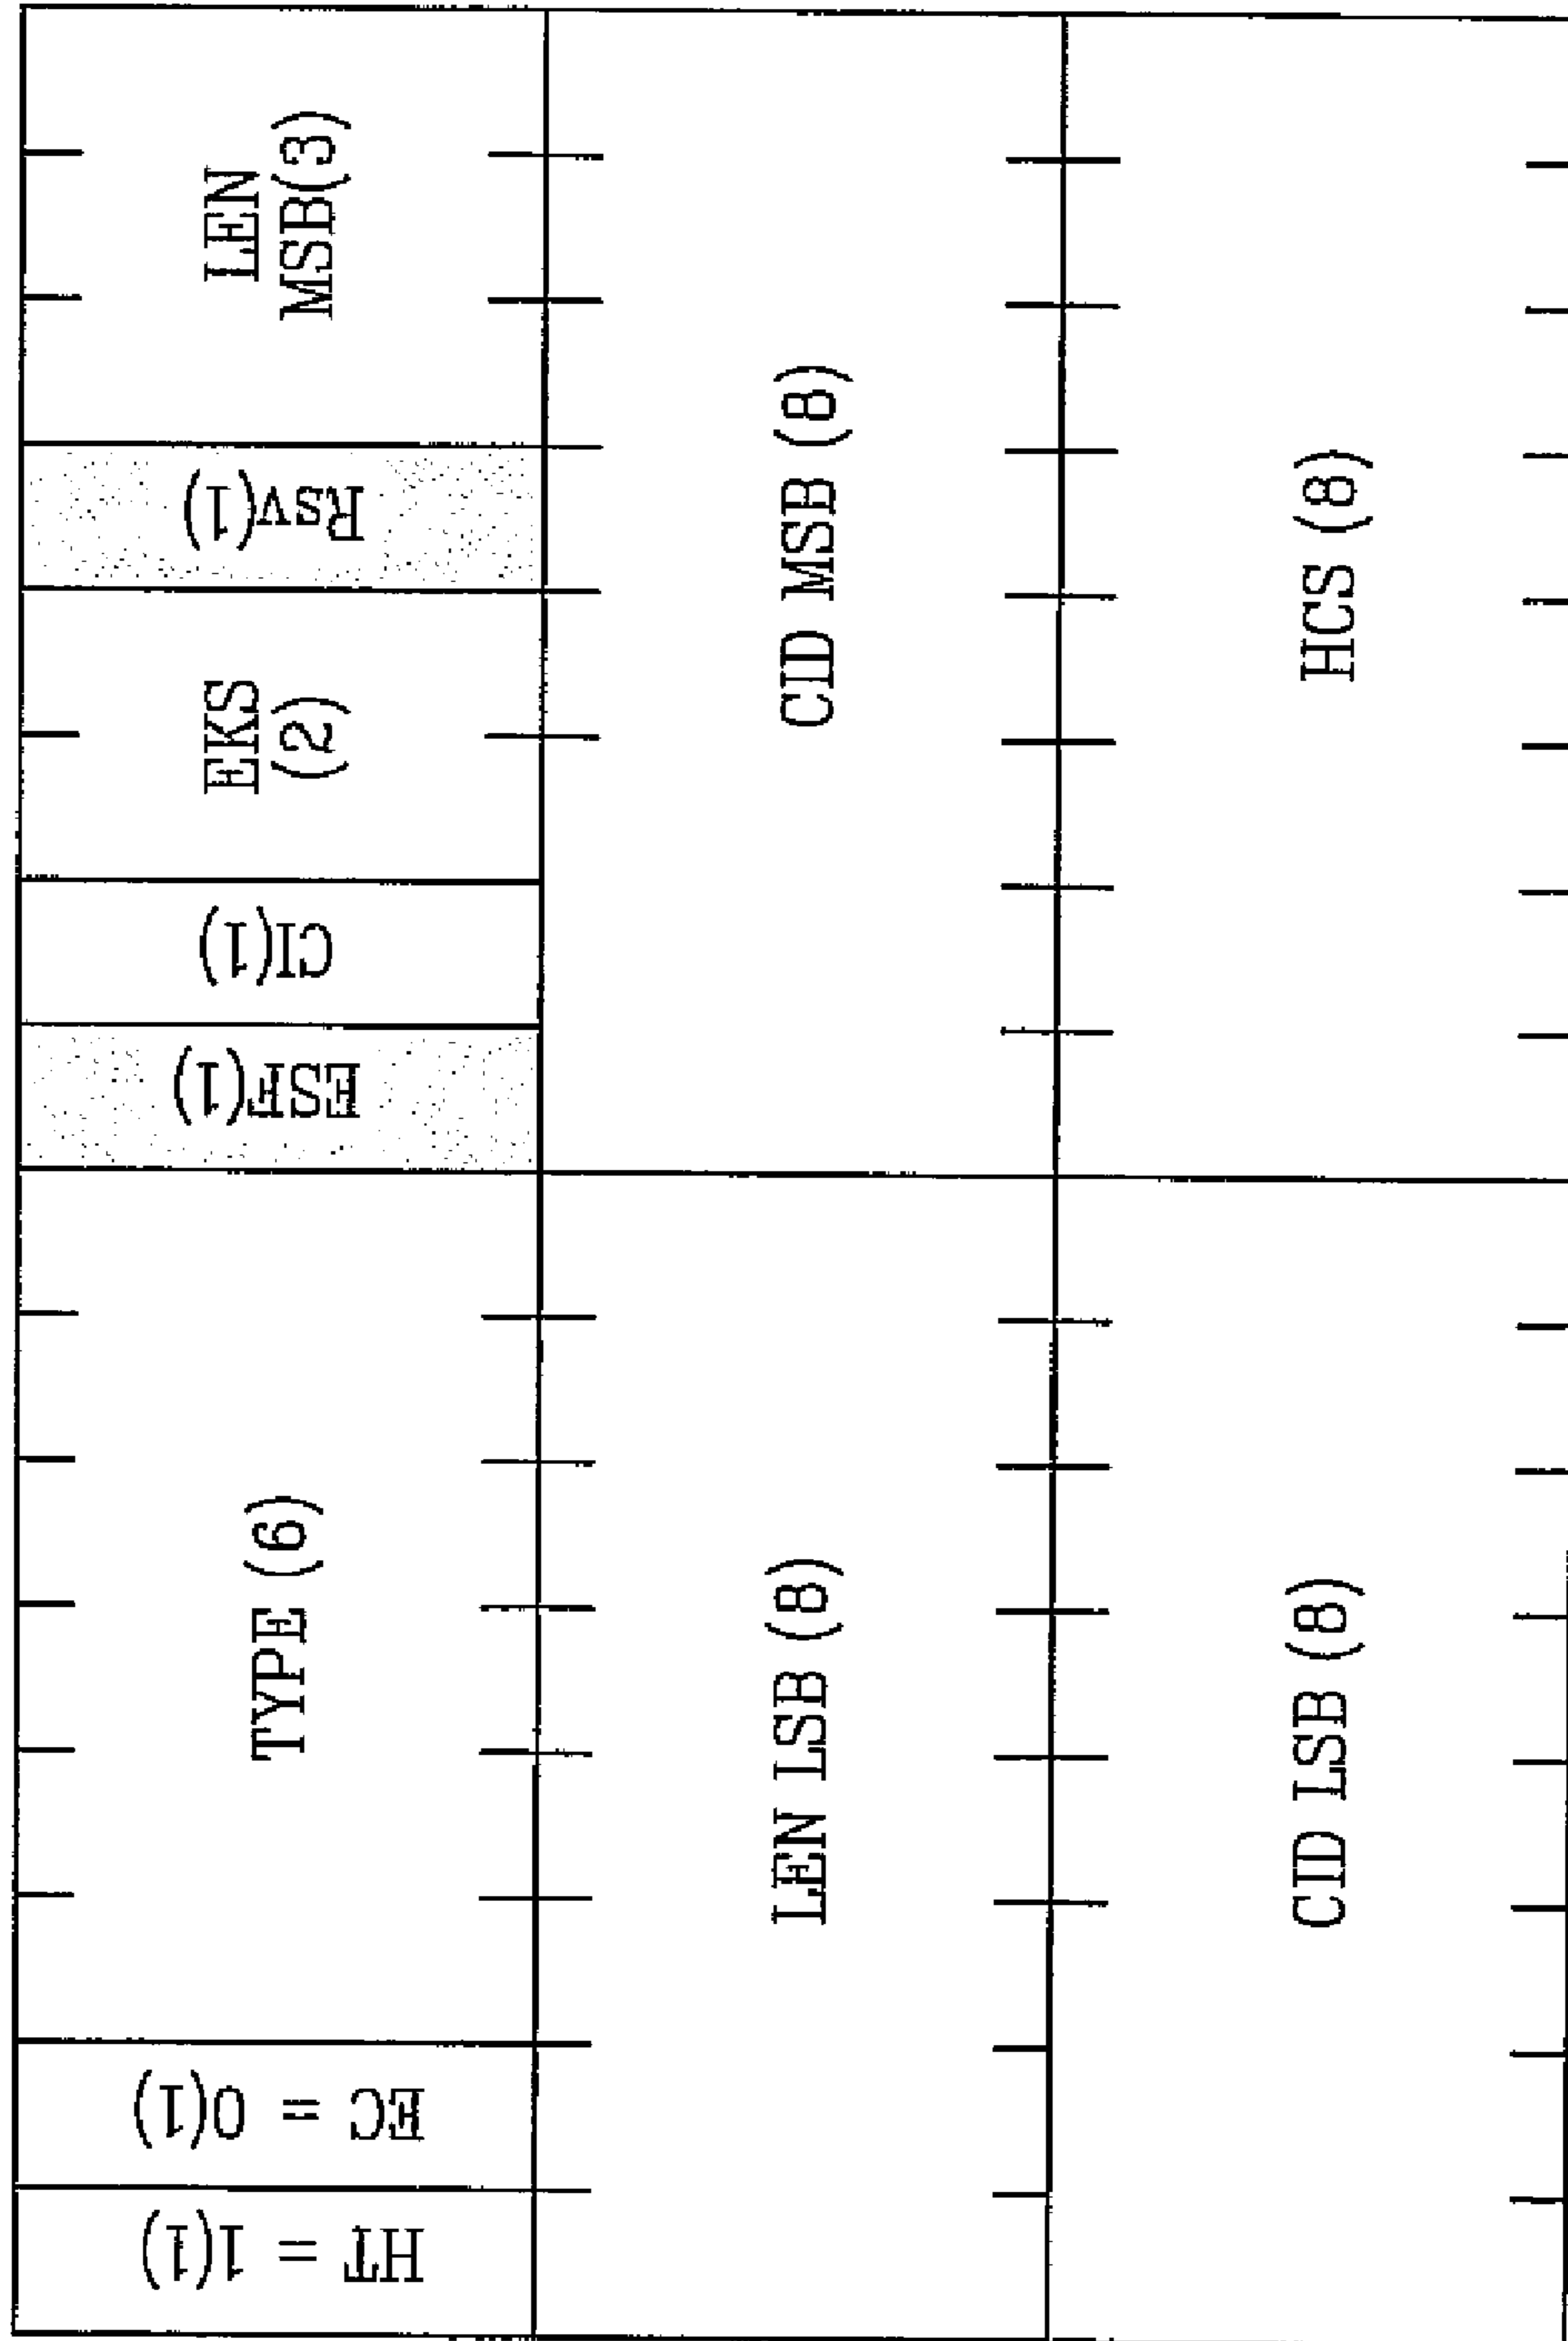 HT = 1(1)
EC = 0(1)
TYPE (6)
ESF(1)
CI(1)
EKS
(2)
Rsv(1)
LEN
MSB(3)
LEN LSB (8)
CID MSB (8)
CID LSB (8)
HCS (8)